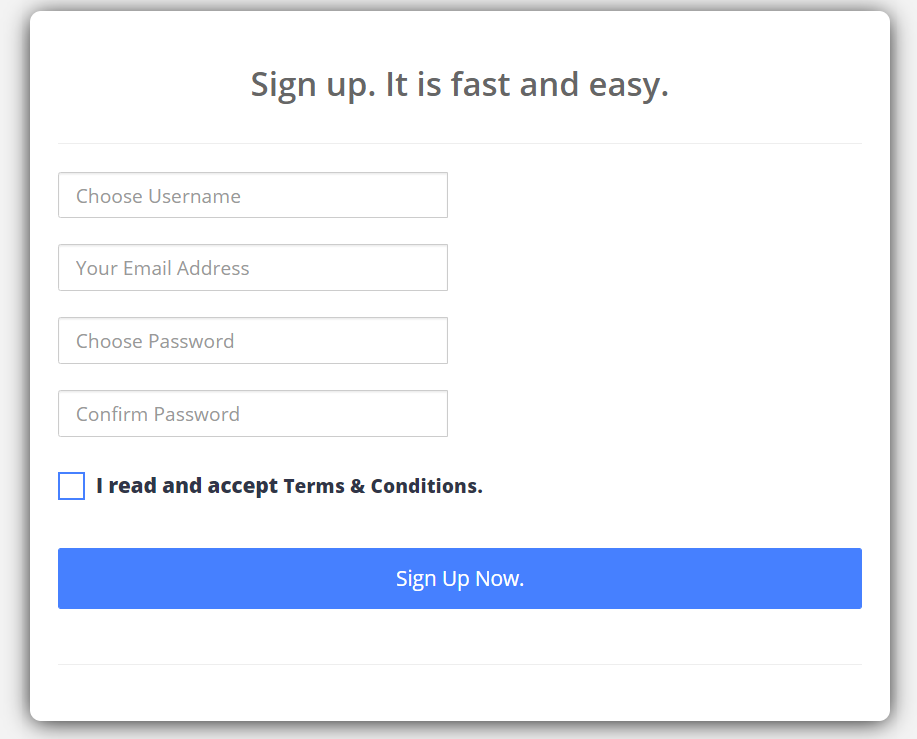 Sign up. It is fast and easy.
Choose Username
Your Email Address
Choose Password
Confirm Password
I read and accept Terms & Conditions.
Sign Up Now.